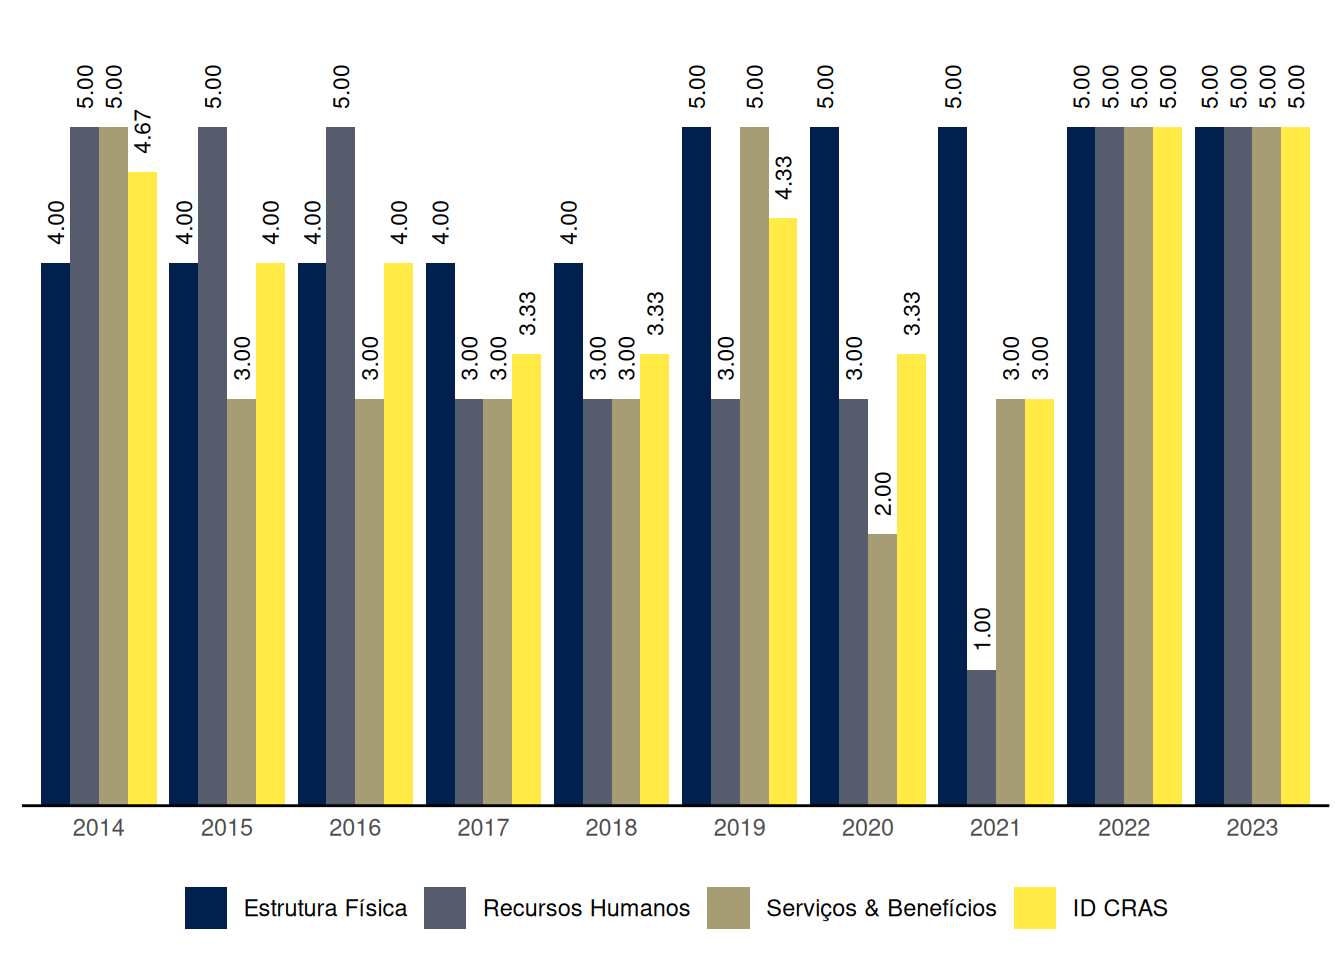 4.00 5.00 5.00 4.67 4.00 5.00 3.00 4.00 4.00 5.00 3.00 4.00 4.00 3.00 3.00 3.33 4.00 3.00 3.00 3.33 5.00 3.00 5.00 4.33 5.00 3.00 2.00 3.33 5.00 1.00 3.00 3.00 5.00 5.00 5.00 5.00 5.00 5.00 5.00 5.00
2014 2015 2016 2017 2018 2019 2020 2021 2022 2023
Estrutura Física Recursos Humanos Serviços & Benefícios ID CRAS